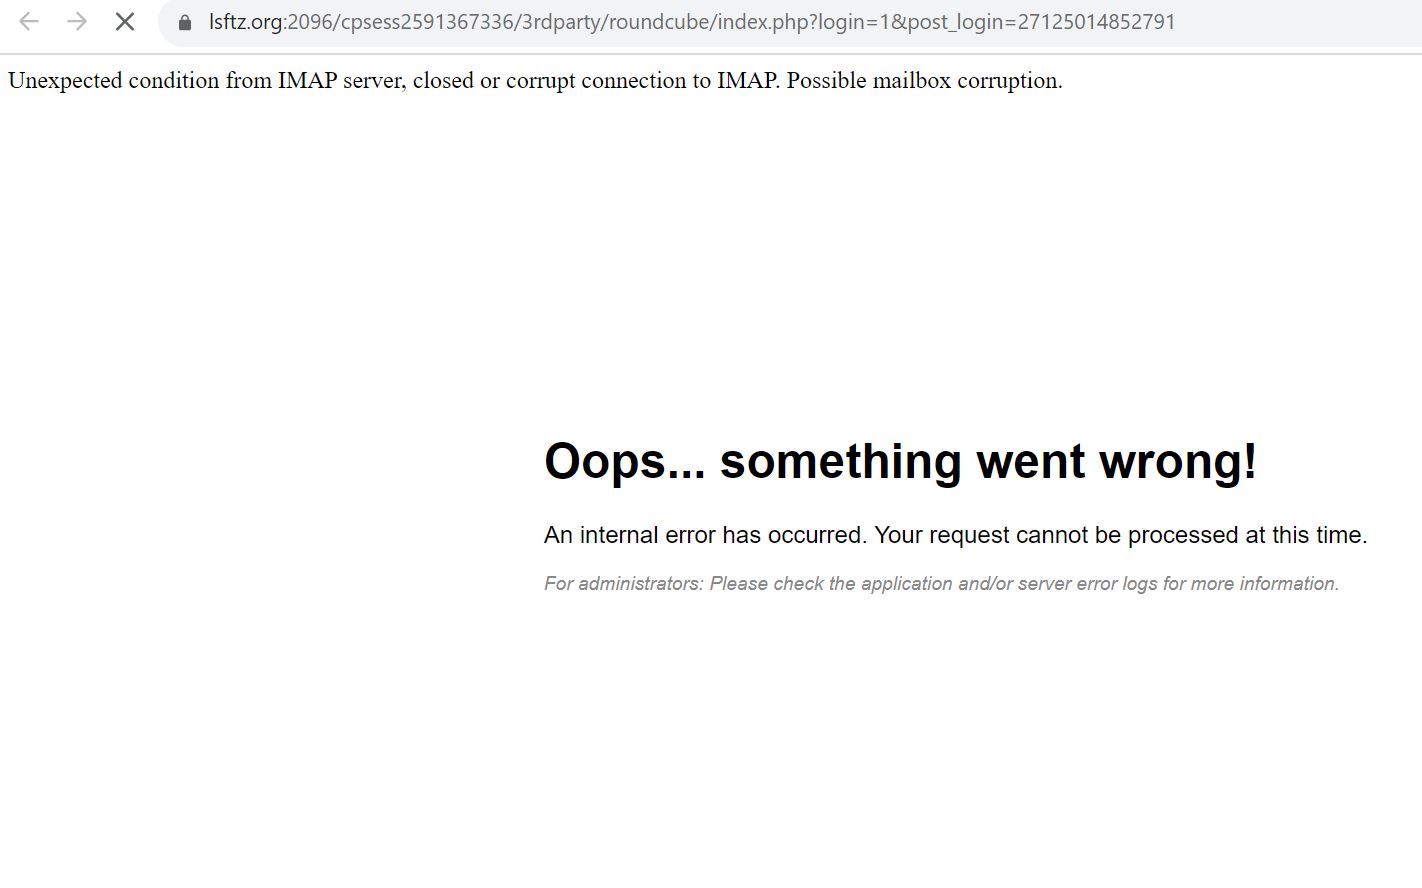 lsftz.org:2096/cpsess2591367336/3rdparty/roundcube/index.php?login=1&post_login=27125014852791
Unexpected condition from IMAP server, closed or corrupt connection to IMAP. Possible mailbox corruption.
Oops... something went wrong!
An internal error has occurred. Your request cannot be processed at this time.
For administrators: Please check the application and/or server error logs for more information.